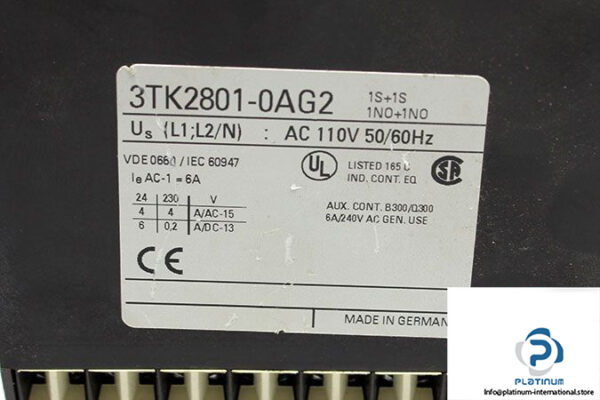 3TK2801-0AG2
1S+1S
1NO+1NO
Us (L1;L2/N) : AC 110V 50/60Hz
VDE 0660 / IEC 60947
Ie AC-1 = 6A
UL
LISTED 165 C
IND. CONT. EQ
SA
24 230 V
4 4 A/AC-15
6 0,2 A/DC-13
AUX. CONT. B300/Q300
6A/240V AC GEN. USE
CE
MADE IN GERMAN
PLATINUM
Info@platinum-international.store